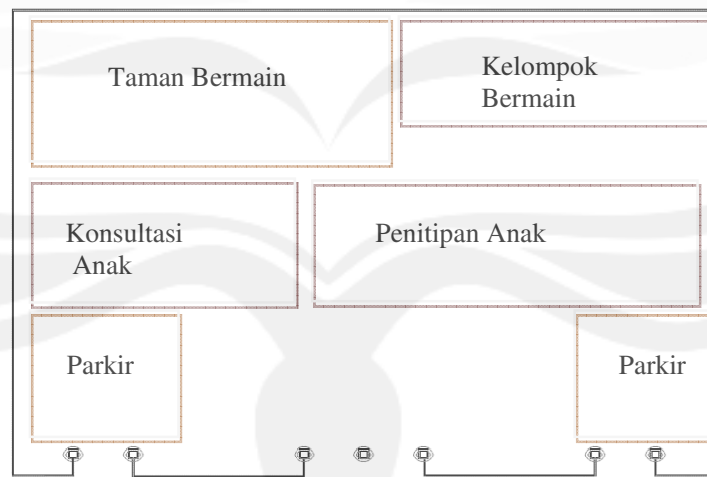 Taman Bermain
Kelompok
Bermain
Konsultasi
Anak
Penitipan Anak
Parkir
Parkir